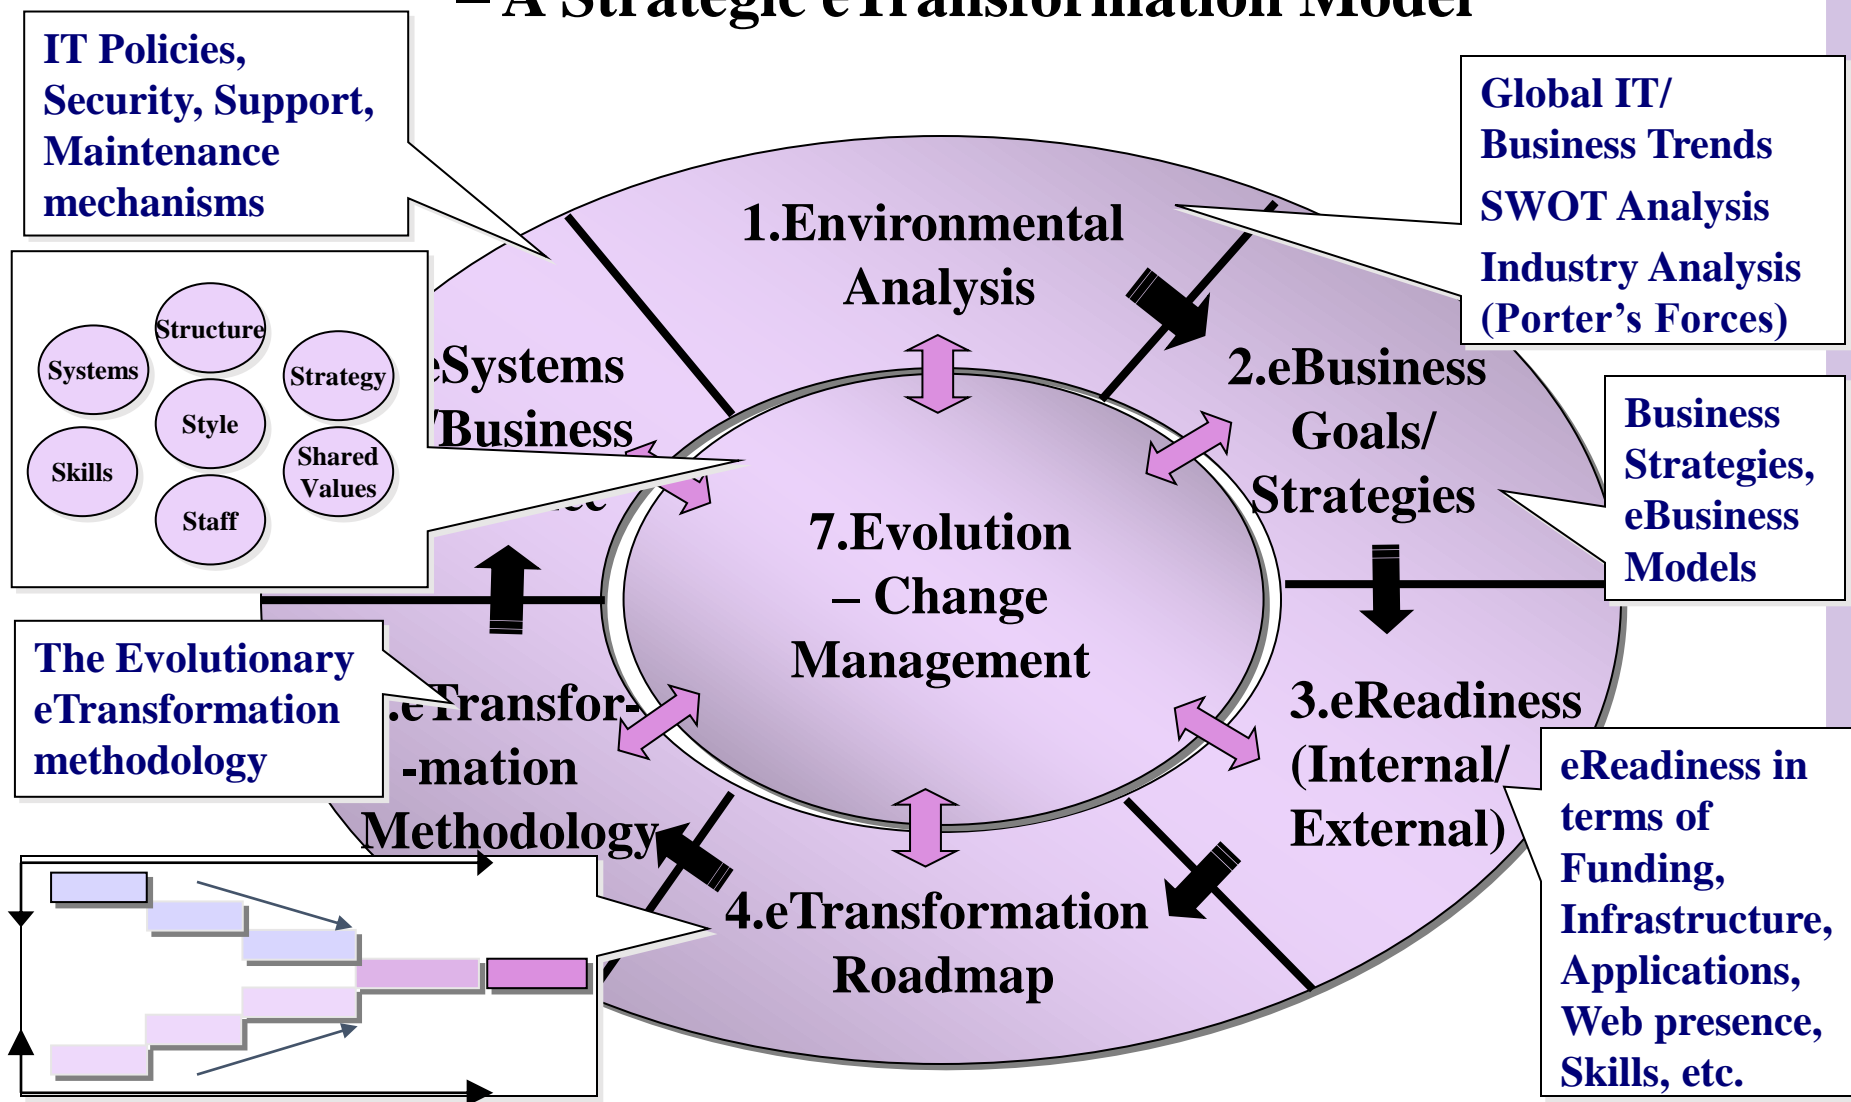 – A Strategic eTransformation Model
IT Policies,
Security, Support,
Maintenance
mechanisms
Global IT/
Business Trends
SWOT Analysis
Industry Analysis
(Porter’s Forces)
1.Environmental
Analysis
Structure
Systems
Strategy
Style
Skills
Shared
Values
Staff
eSystems
/Business
2.eBusiness
Goals/
Strategies
Business
Strategies,
eBusiness
Models
7.Evolution
– Change
Management
The Evolutionary
eTransformation
methodology
.eTransfor-
-mation
Methodology
3.eReadiness
(Internal/
External)
eReadiness in
terms of
Funding,
Infrastructure,
Applications,
Web presence,
Skills, etc.
4.eTransformation
Roadmap